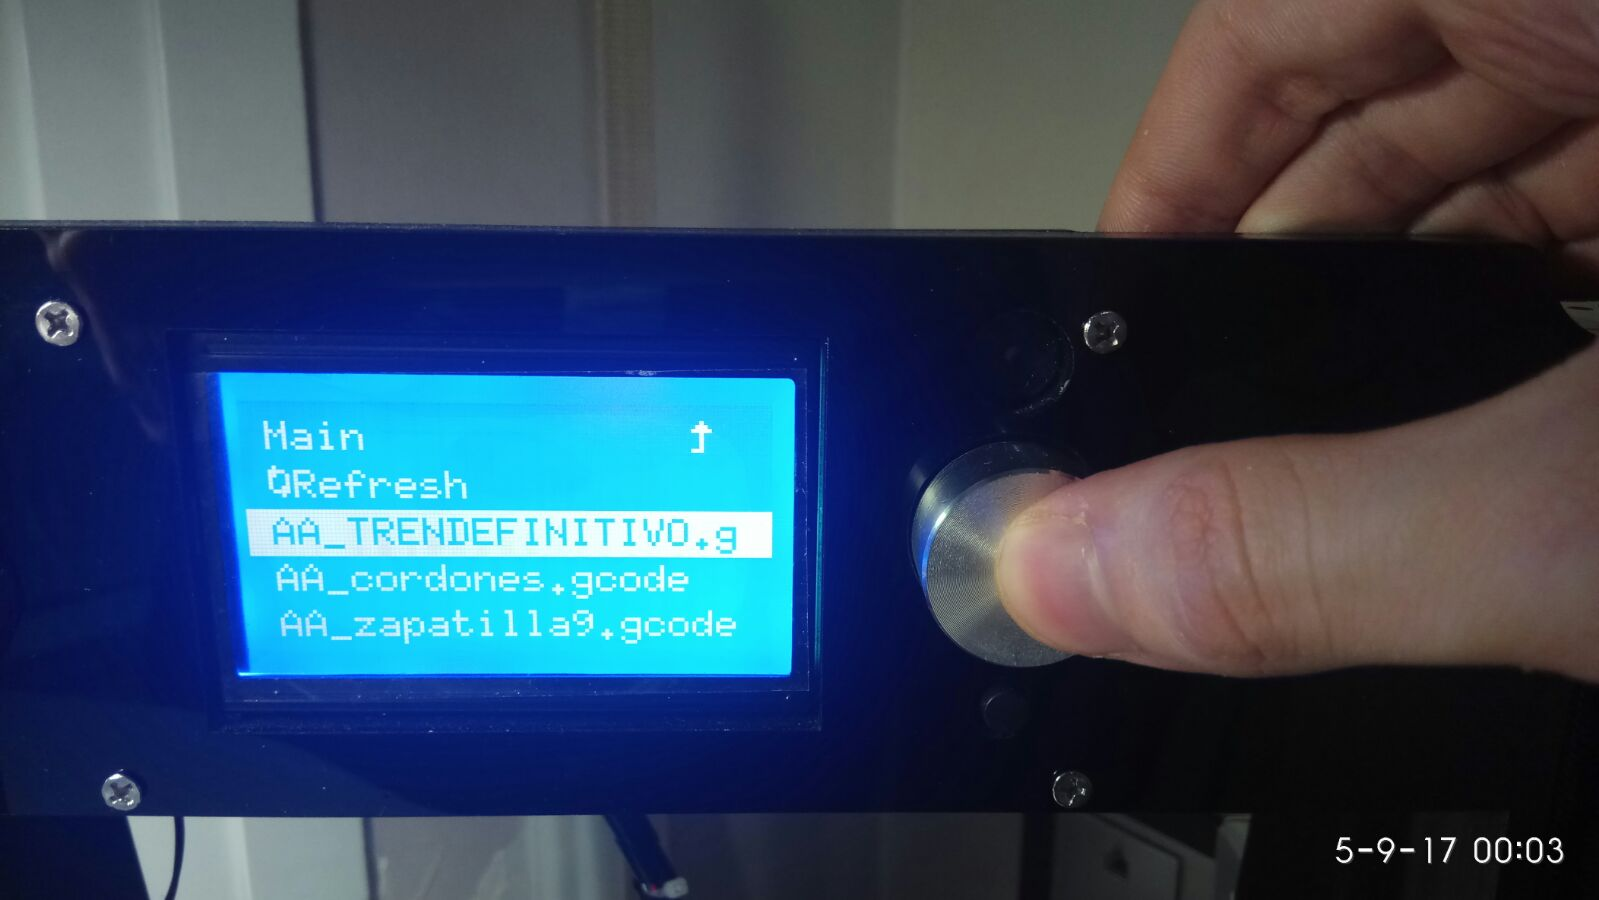 Main
Refresh
AA_TRENDEFINITIVO.g
AA_cordones.gcode
AA_zapatilla9.gcode
5-9-17 00:03